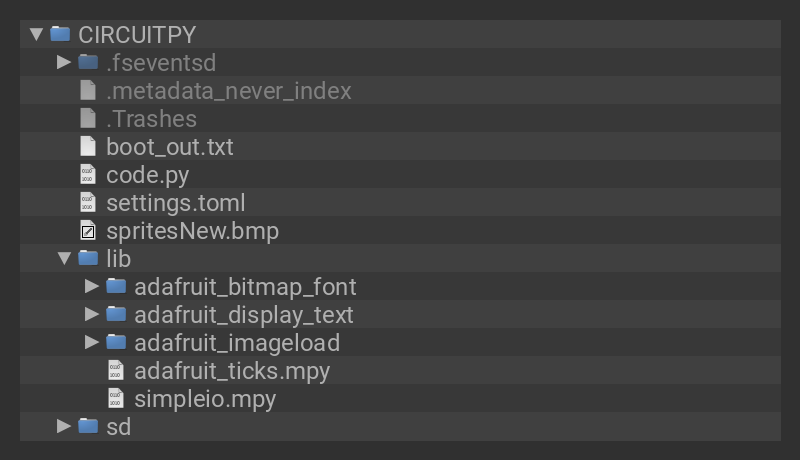 CIRCUITPY
.fseventsd
.metadata_never_index
.Trashes
boot_out.txt
code.py
settings.toml
spritesNew.bmp
lib
adafruit_bitmap_font
adafruit_display_text
adafruit_imageload
adafruit_ticks.mpy
simpleio.mpy
sd